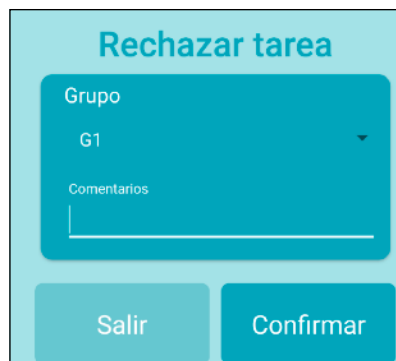 Rechazar tarea
Grupo
G1
Comentarios
Salir
Confirmar